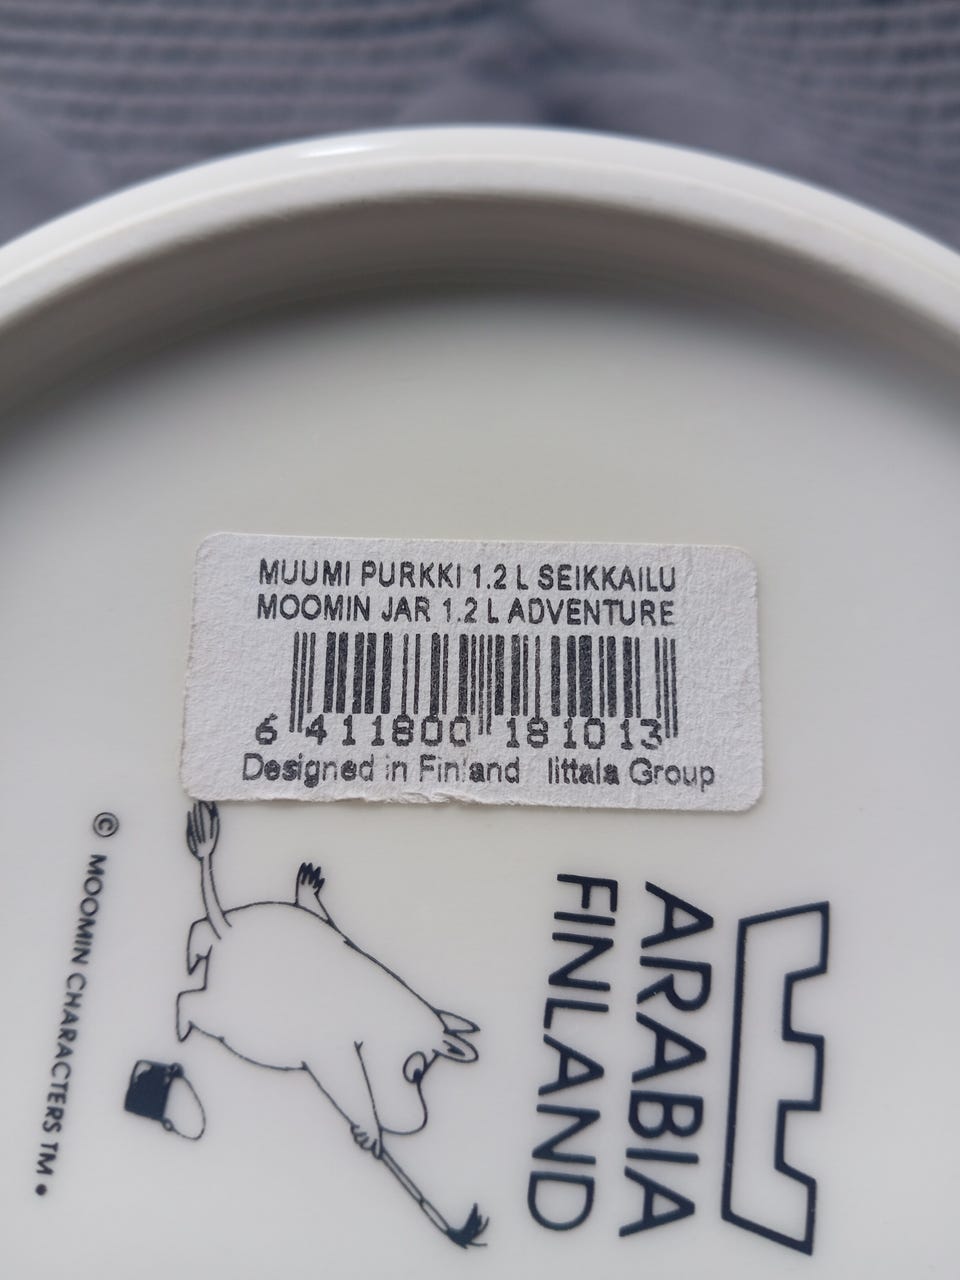 MUUMI PURKKI 1.2 L SEIKKAILU
MOOMIN JAR 1.2 L ADVENTURE
6 411800 181013
Designed in Finland Iittala Group
ARABIA
FINLAND
© MOOMIN CHARACTERS TM